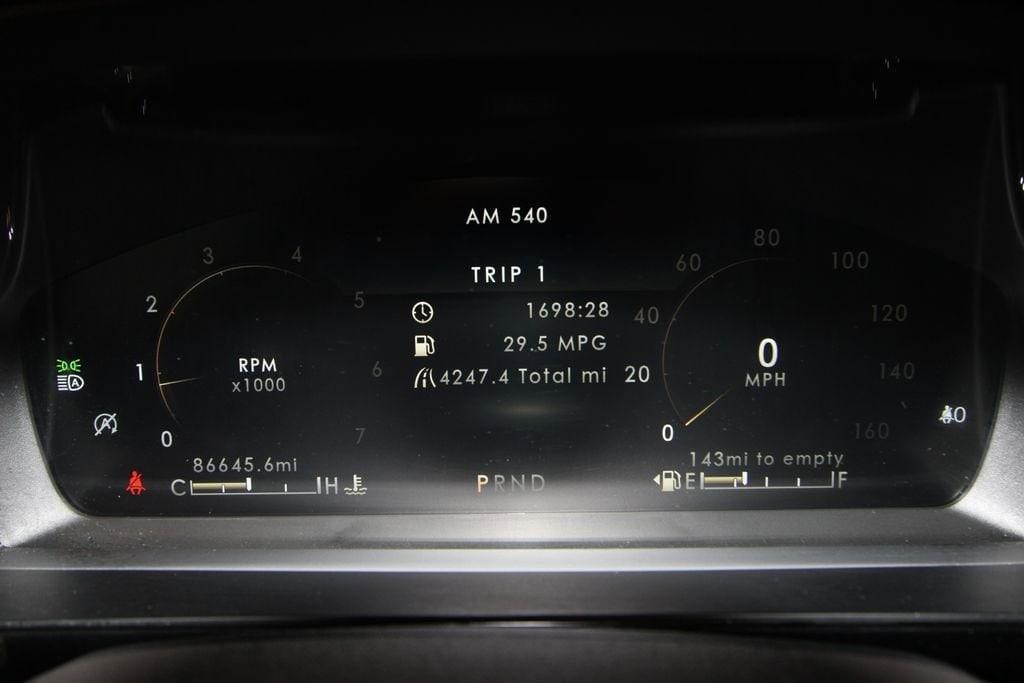 AM 540
TRIP 1
1698:28
29.5 MPG
4247.4 Total mi
0
1
2
3
4
5
6
7
RPM
x1000
0
20
40
60
80
100
120
140
160
0
MPH
A
A
0
86645.6mi
C H
PRND
143mi to empty
E F